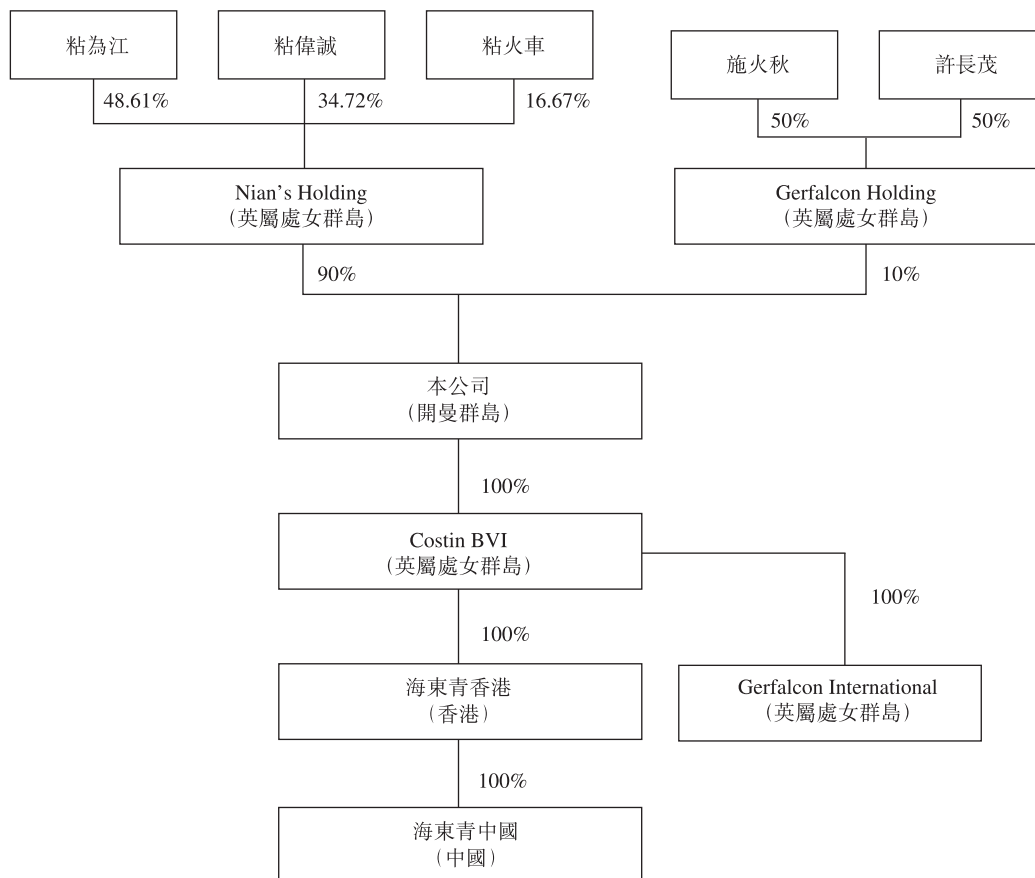 粘為江
粘偉誠
粘火車
施火秋
許長茂
48.61%
34.72%
16.67%
50%
50%
Nian's Holding
(英屬處女群島)
Gerfalcon Holding
(英屬處女群島)
90%
10%
本公司
(開曼群島)
100%
Costin BVI
(英屬處女群島)
100%
100%
海東青香港
(香港)
Gerfalcon International
(英屬處女群島)
100%
海東青中國
(中國)